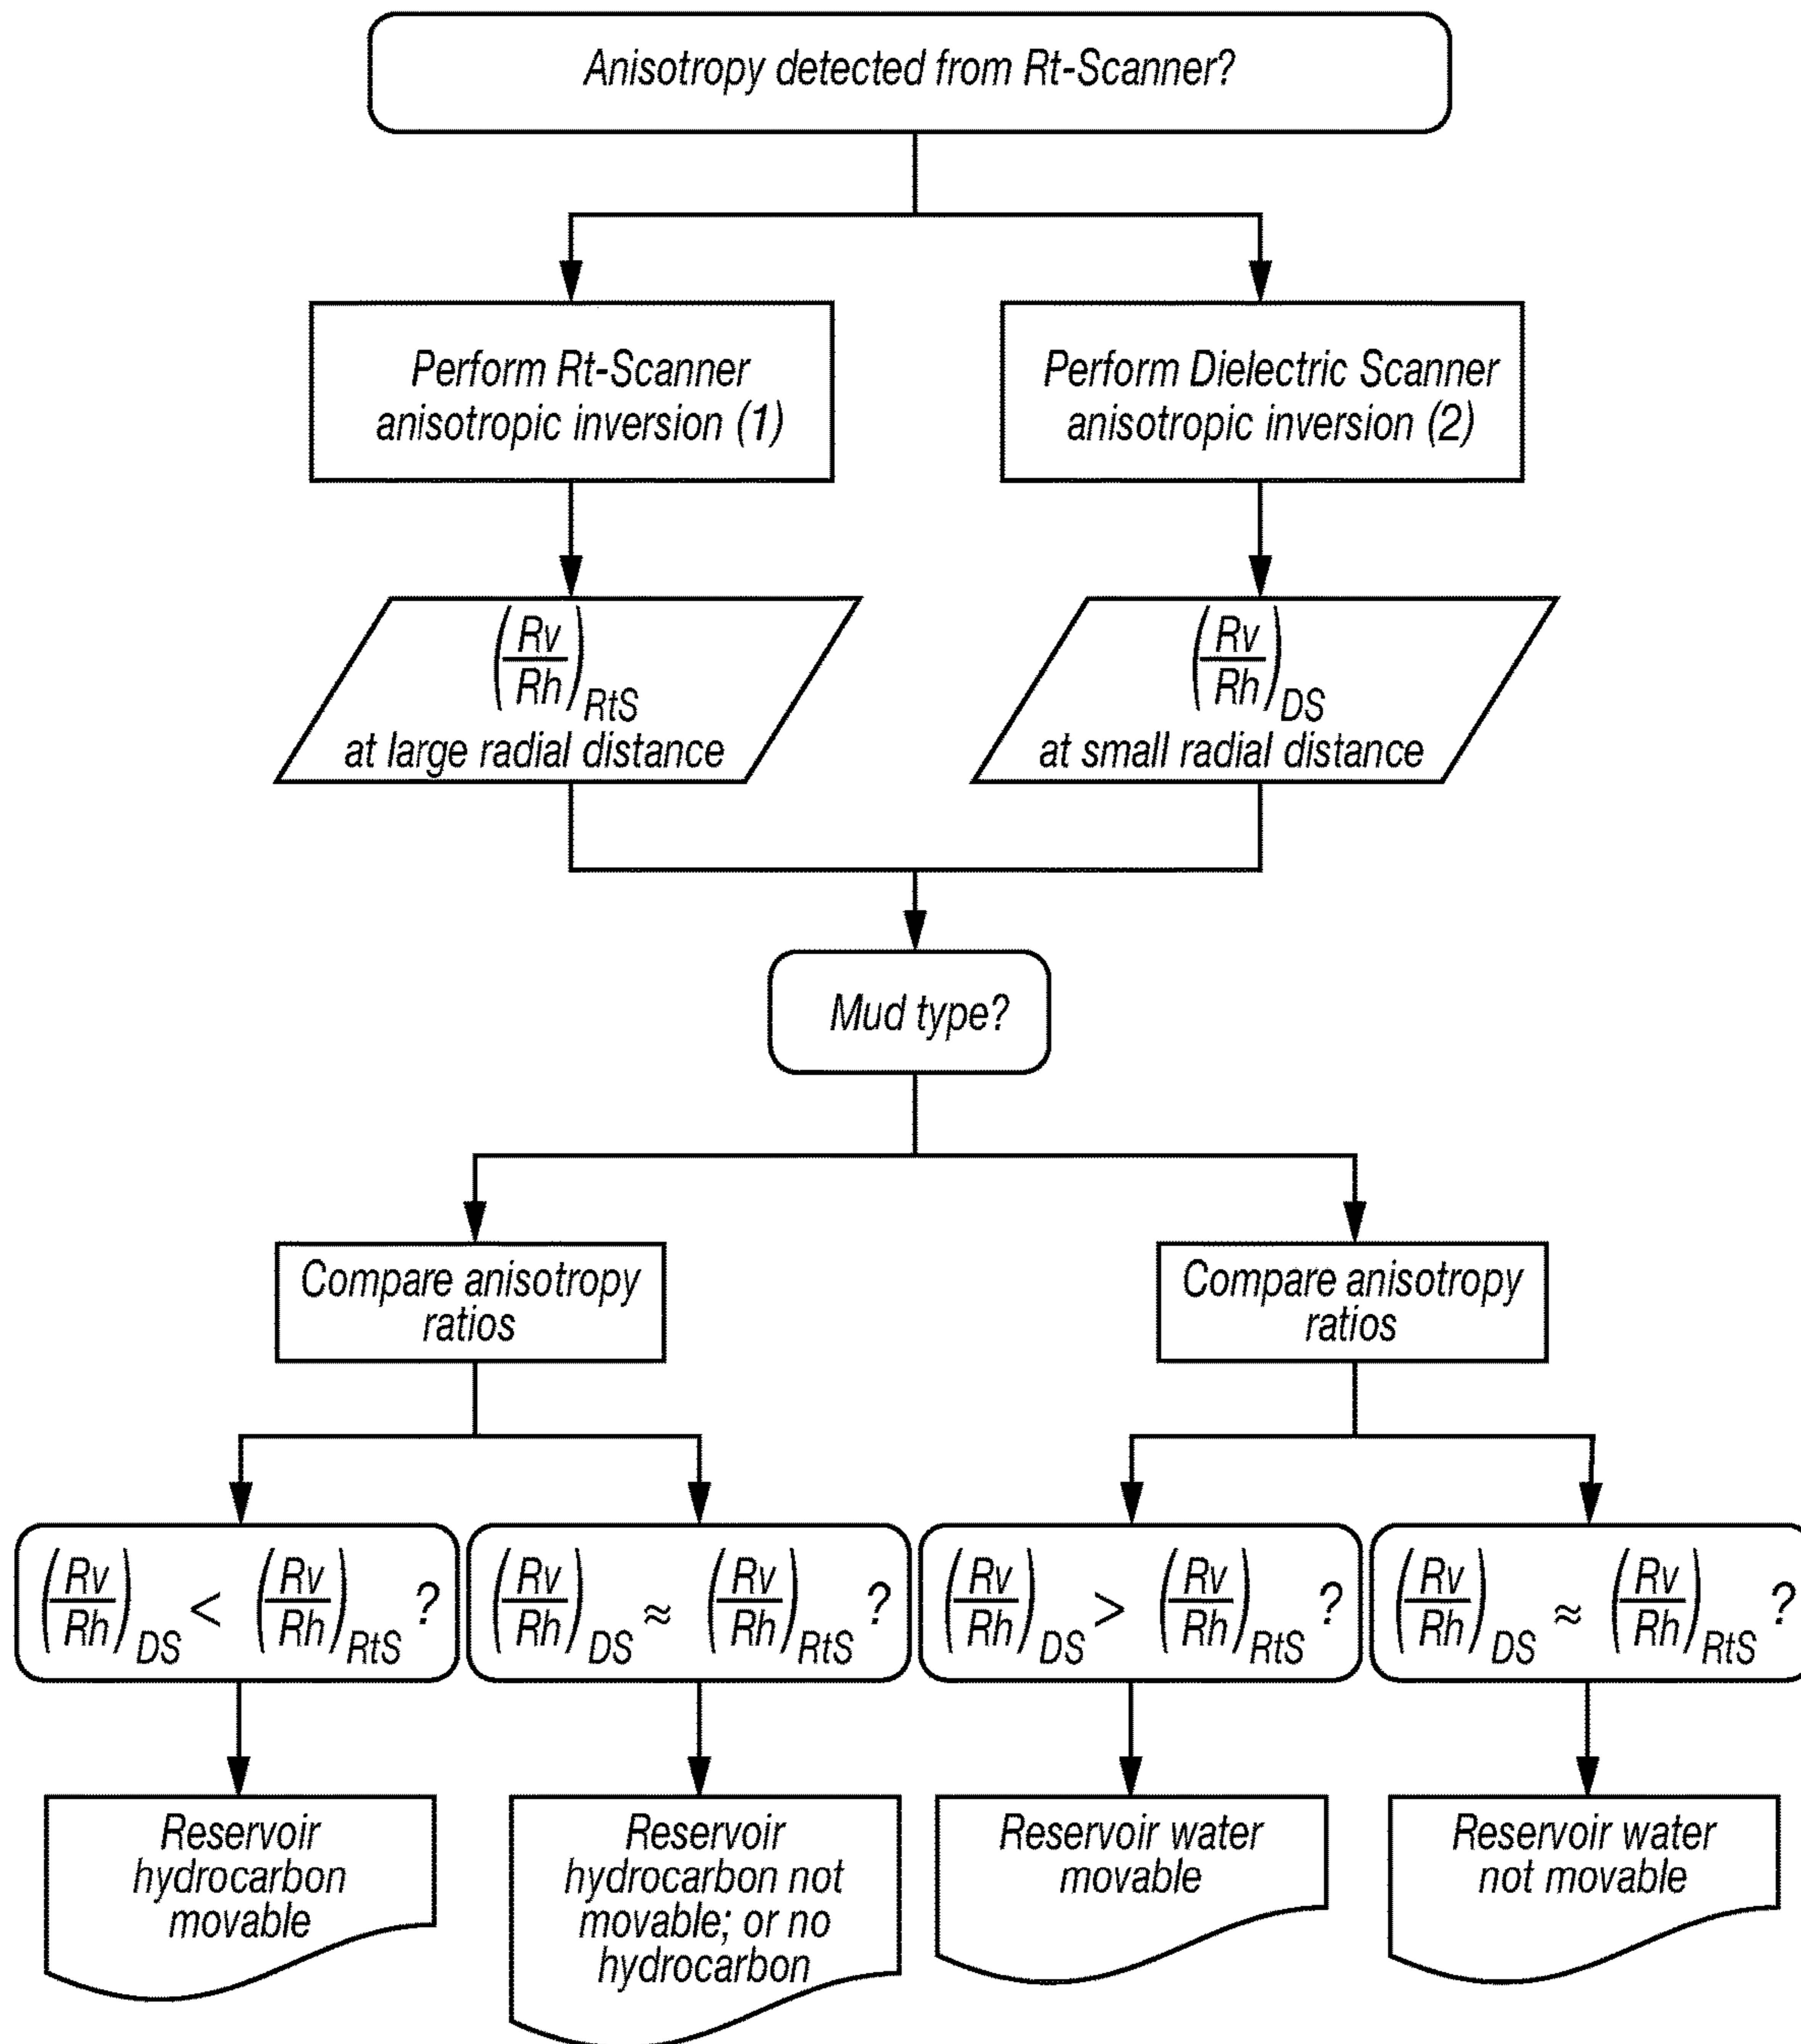 Anisotropy detected from Rt-Scanner?
Perform Rt-Scanner
anisotropic inversion (1)
Perform Dielectric Scanner
anisotropic inversion (2)
(Rv/Rh)RtS
at large radial distance
(Rv/Rh)DS
at small radial distance
Mud type?
Compare anisotropy
ratios
Compare anisotropy
ratios
(Rv/Rh)DS < (Rv/Rh)RtS ?
(Rv/Rh)DS ≈ (Rv/Rh)RtS ?
(Rv/Rh)DS > (Rv/Rh)RtS ?
(Rv/Rh)DS ≈ (Rv/Rh)RtS ?
Reservoir
hydrocarbon
movable
Reservoir
hydrocarbon not
movable; or no
hydrocarbon
Reservoir water
movable
Reservoir water
not movable